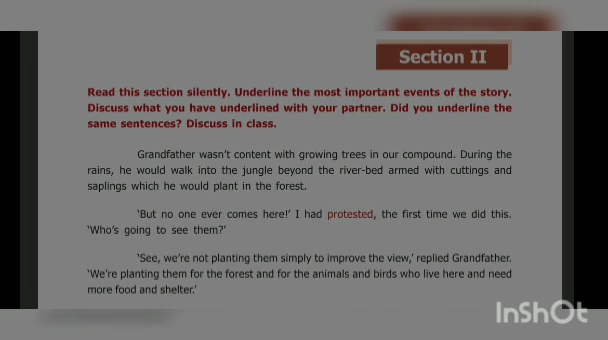 Section II
Read this section silently. Underline the most important events of the story.
Discuss what you have underlined with your partner. Did you underline the
same sentences? Discuss in class.
Grandfather wasn't content with growing trees in our compound. During the
rains, he would walk into the jungle beyond the river-bed armed with cuttings and
saplings which he would plant in the forest.
'But no one ever comes here!' I had protested, the first time we did this.
'Who's going to see them?'
'See, we're not planting them simply to improve the view,' replied Grandfather.
'We're planting them for the forest and for the animals and birds who live here and need
more food and shelter.'
InShOt